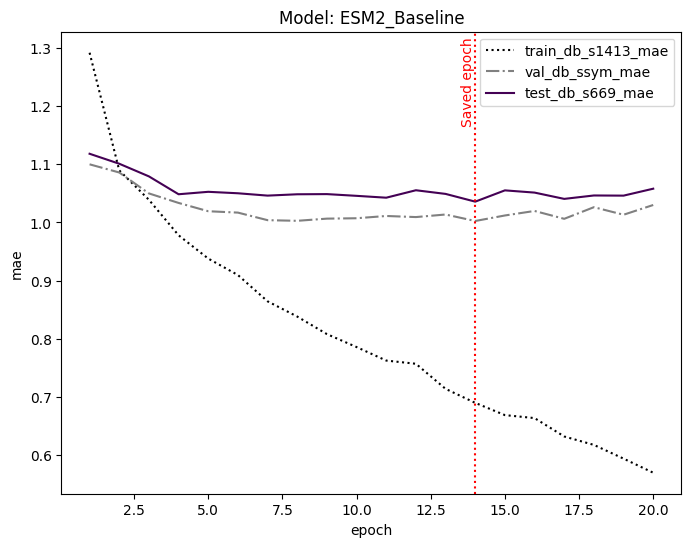 Model: ESM2_Baseline
1.3
1.2
1.1
1.0
0.9
0.8
0.7
0.6
mae
Saved epoch
train_db_s1413_mae
val_db_ssym_mae
test_db_s669_mae
2.5 5.0 7.5 10.0 12.5 15.0 17.5 20.0
epoch